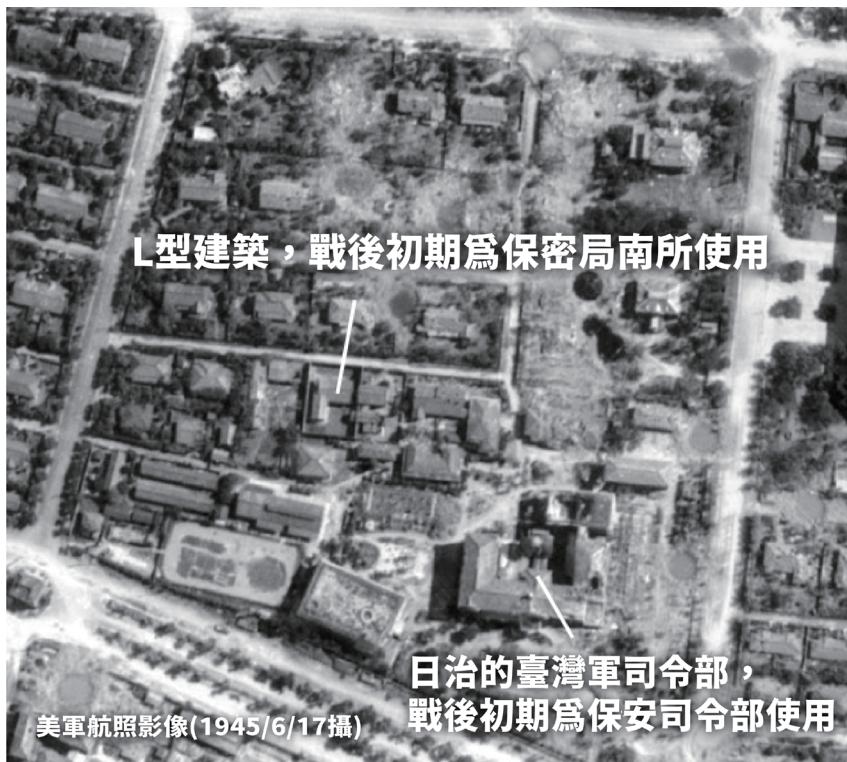 L型建築，戰後初期爲保密局南所使用
日治的臺灣軍司令部，
戰後初期爲保安司令部使用
美軍航照影像(1945/6/17攝)